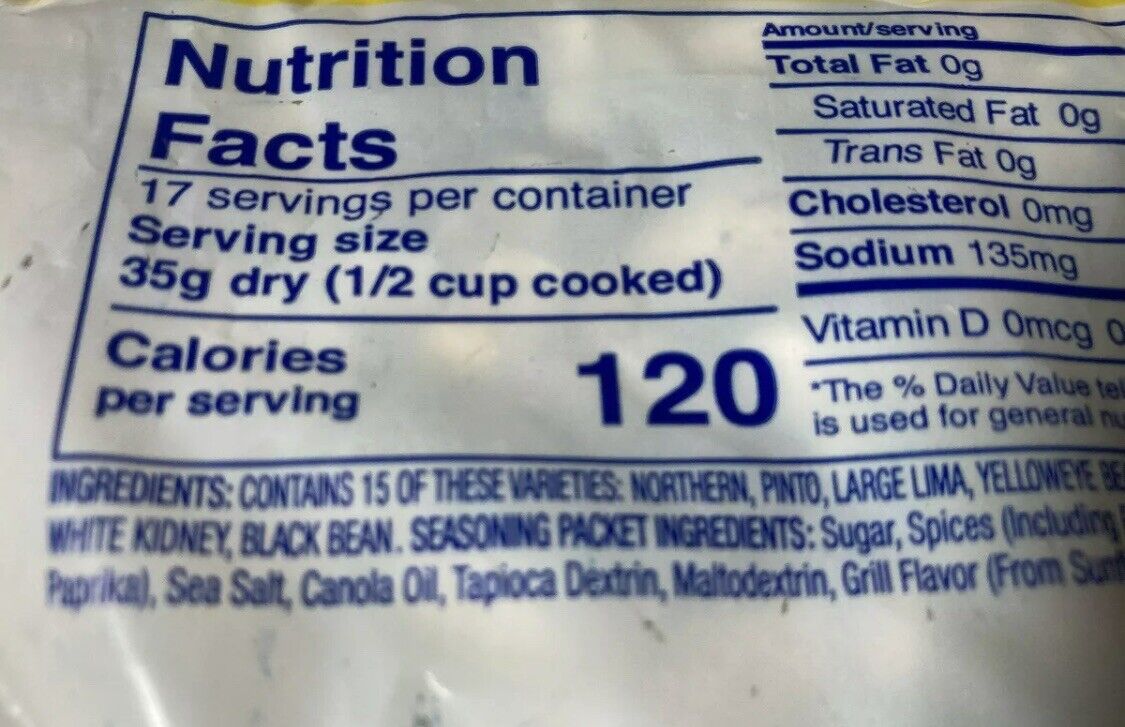 Nutrition
Facts
17 servings per container
Serving size
35g dry (1/2 cup cooked)
Calories
per serving
120
Amount/serving
Total Fat 0g
Saturated Fat 0g
Trans Fat 0g
Cholesterol 0mg
Sodium 135mg
Vitamin D 0mcg 0
*The % Daily Value
is used for general
INGREDIENTS: CONTAINS 15 OF THESE VARIETIES: NORTHERN, PINTO, LARGE LIMA, YELLOWEYE
WHITE KIDNEY, BLACK BEAN. SEASONING PACKET INGREDIENTS: Sugar, Spices (Including
Paprika), Sea Salt, Canola Oil, Tapioca Dextrin, Maltodextrin, Grill Flavor (From